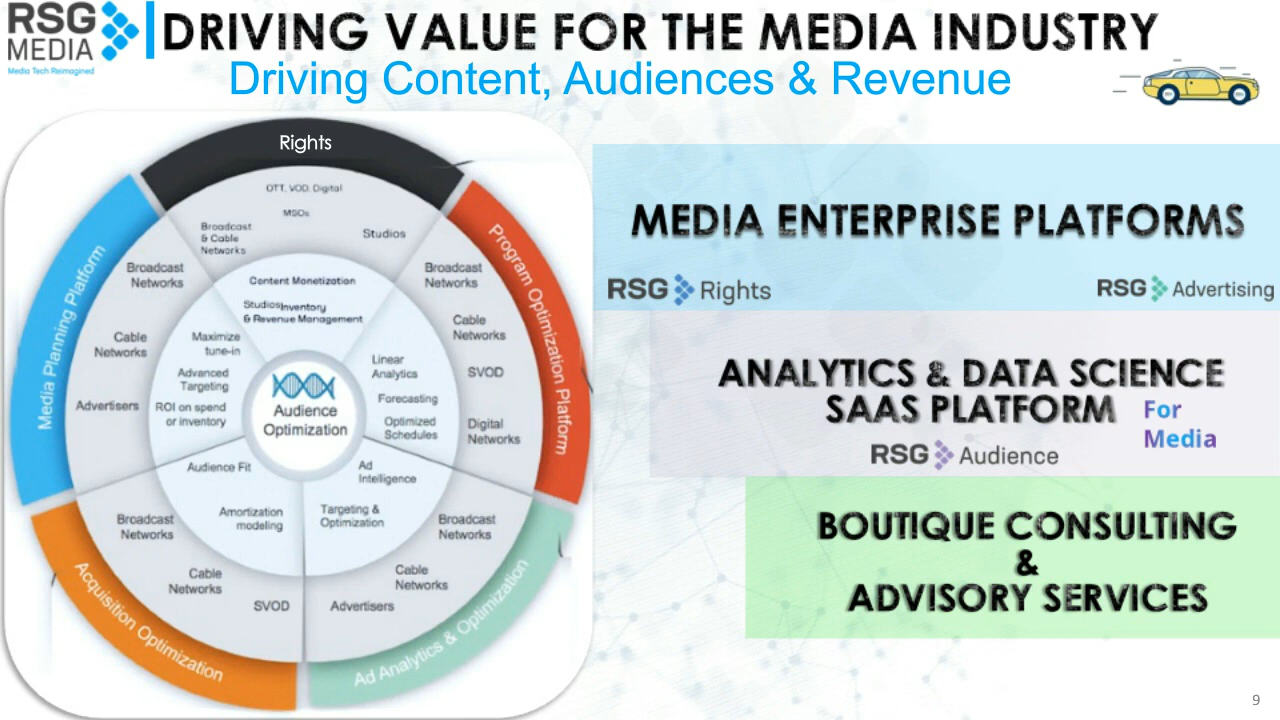 RSG
MEDIA
Media Tech Reimagined
DRIVING VALUE FOR THE MEDIA INDUSTRY
Driving Content, Audiences & Revenue
Rights
OTT, VOD, Digital
MSOs
Broadcast
& Cable
Networks
Studios
Content Monetization
Studios
Inventory
& Revenue Management
Media Planning Platform
Broadcast
Networks
Cable
Networks
Advertisers
Maximize
tune-in
Advanced
Targeting
ROI on spend
or inventory
Audience
Optimization
Program Optimization Platform
Broadcast
Networks
Cable
Networks
SVOD
Digital
Networks
Linear
Analytics
Forecasting
Optimized
Schedules
Acquisition Optimization
Audience Fit
Amortization
modeling
Broadcast
Networks
Cable
Networks
SVOD
Ad Analytics & Optimization
Ad
Intelligence
Targeting &
Optimization
Broadcast
Networks
Cable
Networks
Advertisers
MEDIA ENTERPRISE PLATFORMS
RSG Rights
RSG Advertising
ANALYTICS & DATA SCIENCE
SAAS PLATFORM
For
Media
RSG Audience
BOUTIQUE CONSULTING
&
ADVISORY SERVICES
9